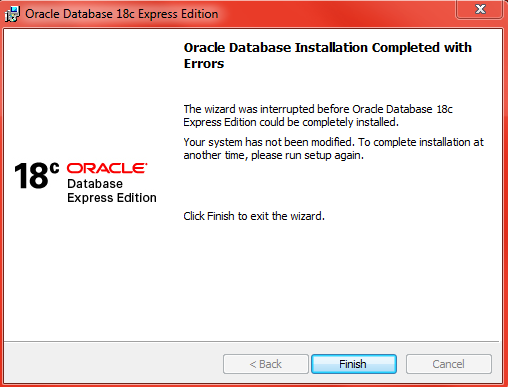 Oracle Database 18c Express Edition
Oracle Database Installation Completed with
Errors
The wizard was interrupted before Oracle Database 18c
Express Edition could be completely installed.
Your system has not been modified. To complete installation at
another time, please run setup again.
18c ORACLE
Database
Express Edition
Click Finish to exit the wizard.
< Back
Finish
Cancel